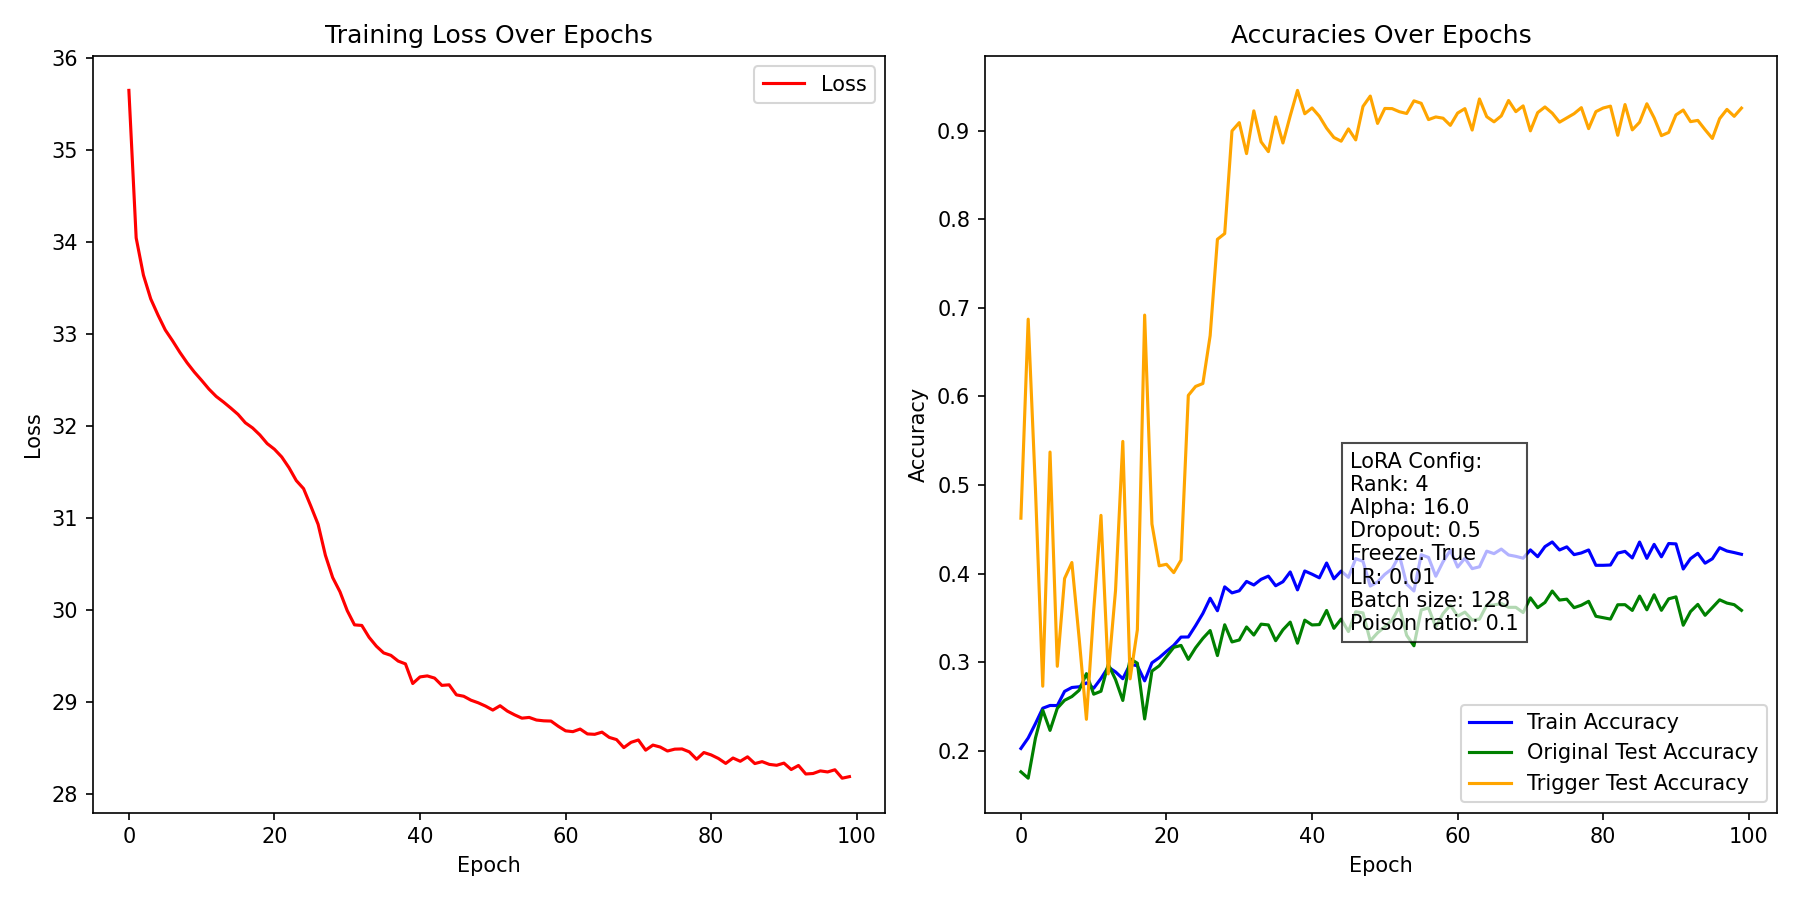 Training Loss Over Epochs
36
35
34
33
32
31
30
29
28
Loss
Loss
0
20
40
60
80
100
Epoch
Accuracies Over Epochs
0.9
0.8
0.7
0.6
0.5
0.4
0.3
0.2
Accuracy
LoRA Config:
Rank: 4
Alpha: 16.0
Dropout: 0.5
Freeze: True
LR: 0.01
Batch size: 128
Poison ratio: 0.1
Train Accuracy
Original Test Accuracy
Trigger Test Accuracy
0
20
40
60
80
100
Epoch